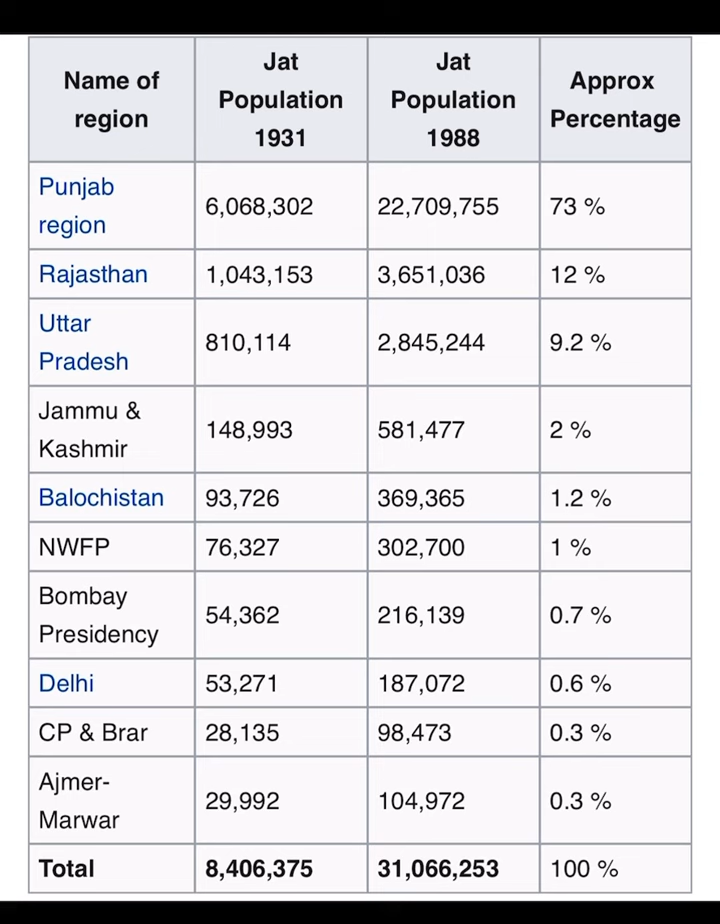 Name of region | Jat Population 1931 | Jat Population 1988 | Approx Percentage
Punjab region | 6,068,302 | 22,709,755 | 73 %
Rajasthan | 1,043,153 | 3,651,036 | 12 %
Uttar Pradesh | 810,114 | 2,845,244 | 9.2 %
Jammu & Kashmir | 148,993 | 581,477 | 2 %
Balochistan | 93,726 | 369,365 | 1.2 %
NWFP | 76,327 | 302,700 | 1 %
Bombay Presidency | 54,362 | 216,139 | 0.7 %
Delhi | 53,271 | 187,072 | 0.6 %
CP & Brar | 28,135 | 98,473 | 0.3 %
Ajmer-Marwar | 29,992 | 104,972 | 0.3 %
Total | 8,406,375 | 31,066,253 | 100 %